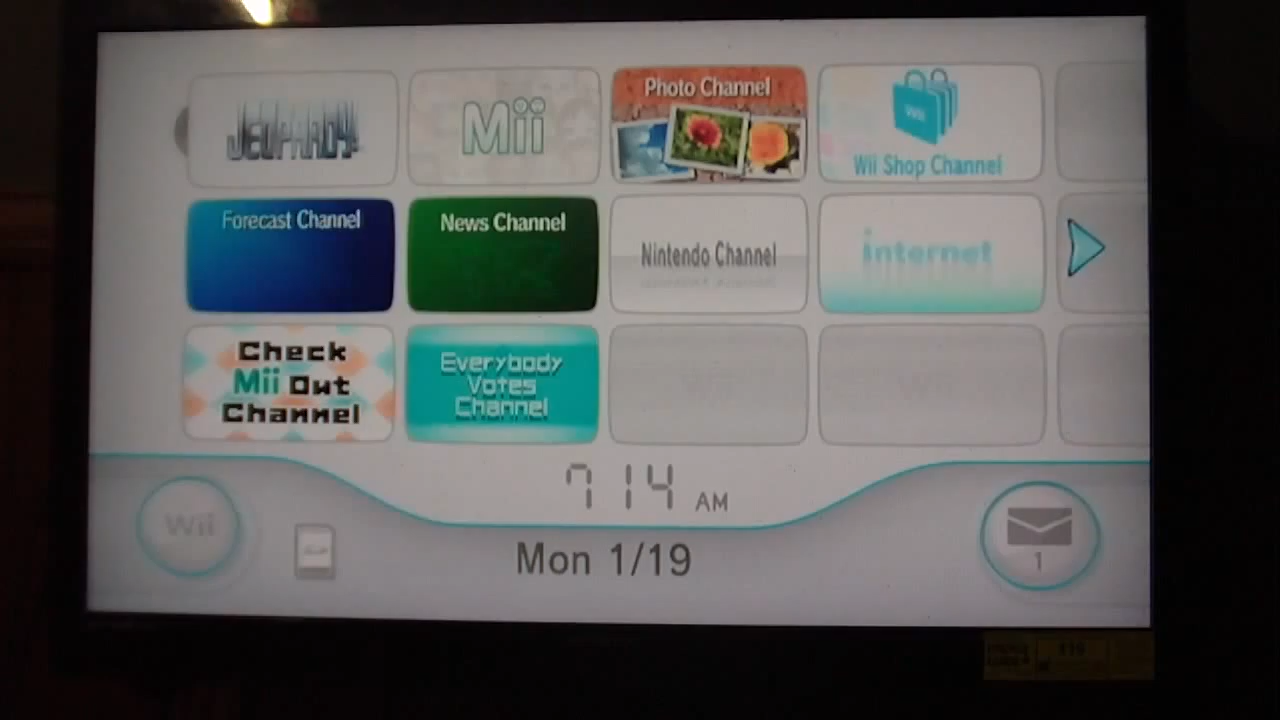 JEOPARDY!
Mii
Photo Channel
Wii
Wii Shop Channel
Forecast Channel
News Channel
Nintendo Channel
internet
Check
Mii Out
Channel
Everybody
Votes
Channel
7 14 AM
Wii
Mon 1/19
1